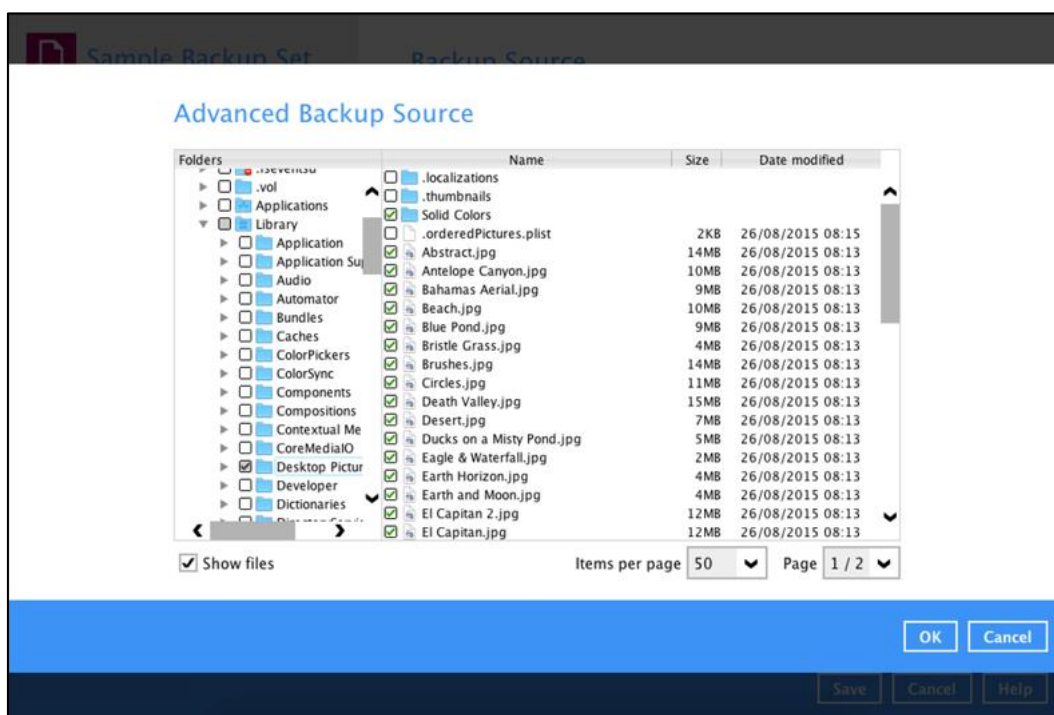 Sample Backup Set Backup Source
Advanced Backup Source
Folders Name Size Date modified
.fseventsd
.vol
Applications
Library
Application
Application Sup
Audio
Automator
Bundles
Caches
ColorPickers
ColorSync
Components
Compositions
Contextual Me
CoreMediaIO
Desktop Pictur
Developer
Dictionaries
.localizations
.thumbnails
Solid Colors
.orderedPictures.plist 2KB 26/08/2015 08:15
Abstract.jpg 14MB 26/08/2015 08:13
Antelope Canyon.jpg 10MB 26/08/2015 08:13
Bahamas Aerial.jpg 9MB 26/08/2015 08:13
Beach.jpg 10MB 26/08/2015 08:13
Blue Pond.jpg 9MB 26/08/2015 08:13
Bristle Grass.jpg 4MB 26/08/2015 08:13
Brushes.jpg 14MB 26/08/2015 08:13
Circles.jpg 11MB 26/08/2015 08:13
Death Valley.jpg 15MB 26/08/2015 08:13
Desert.jpg 7MB 26/08/2015 08:13
Ducks on a Misty Pond.jpg 5MB 26/08/2015 08:13
Eagle & Waterfall.jpg 2MB 26/08/2015 08:13
Earth Horizon.jpg 4MB 26/08/2015 08:13
Earth and Moon.jpg 4MB 26/08/2015 08:13
El Capitan 2.jpg 12MB 26/08/2015 08:13
El Capitan.jpg 12MB 26/08/2015 08:13
Show files Items per page 50 Page 1 / 2
OK Cancel
Save Cancel Help